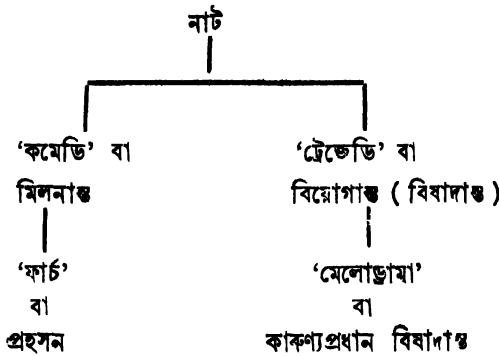 নাট
‘কমেডি’ বা ‘ট্রেজেডি’ বা
মিলনান্ত বিয়োগান্ত ( বিষাদান্ত )
‘ফার্চ’ ‘মেলোড্রামা’
বা বা
প্রহসন কারুণ্যপ্রধান বিষাদান্ত